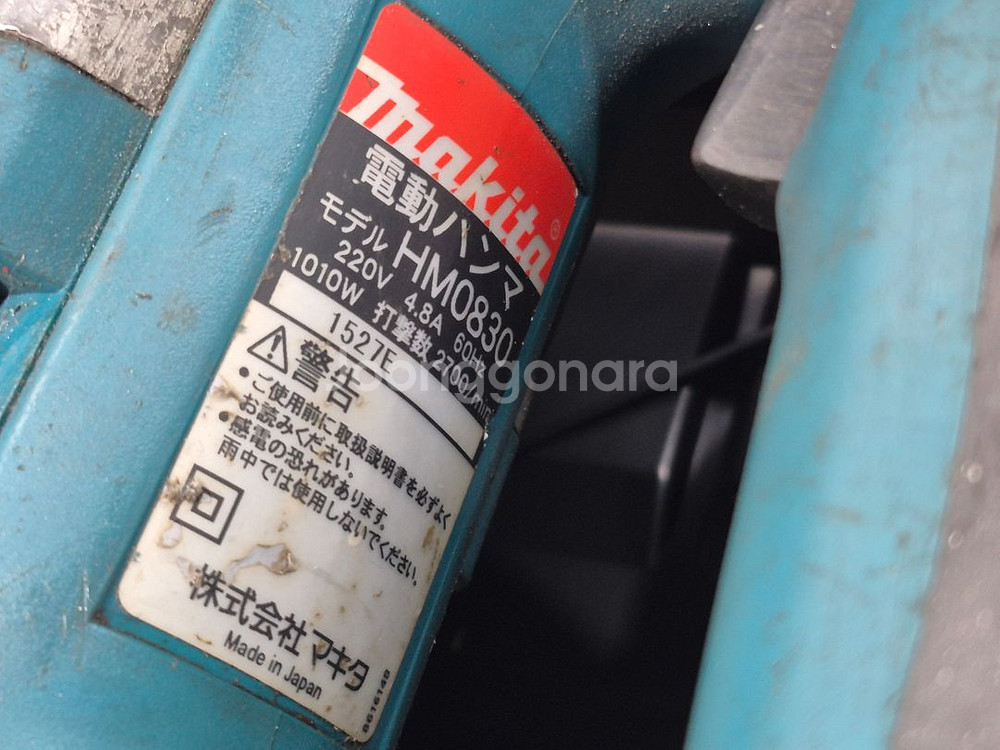 makita®
電動ハンマ
モデル HM0830
220V 4.8A 60Hz
1010W 打撃数 2700/min
1527E
警告
・ご使用前に取扱説明書を必ずよく
お読みください。
・感電の恐れがあります。
雨中では使用しないでください。
株式会社マキタ
Made in Japan
861614B
joonggonara